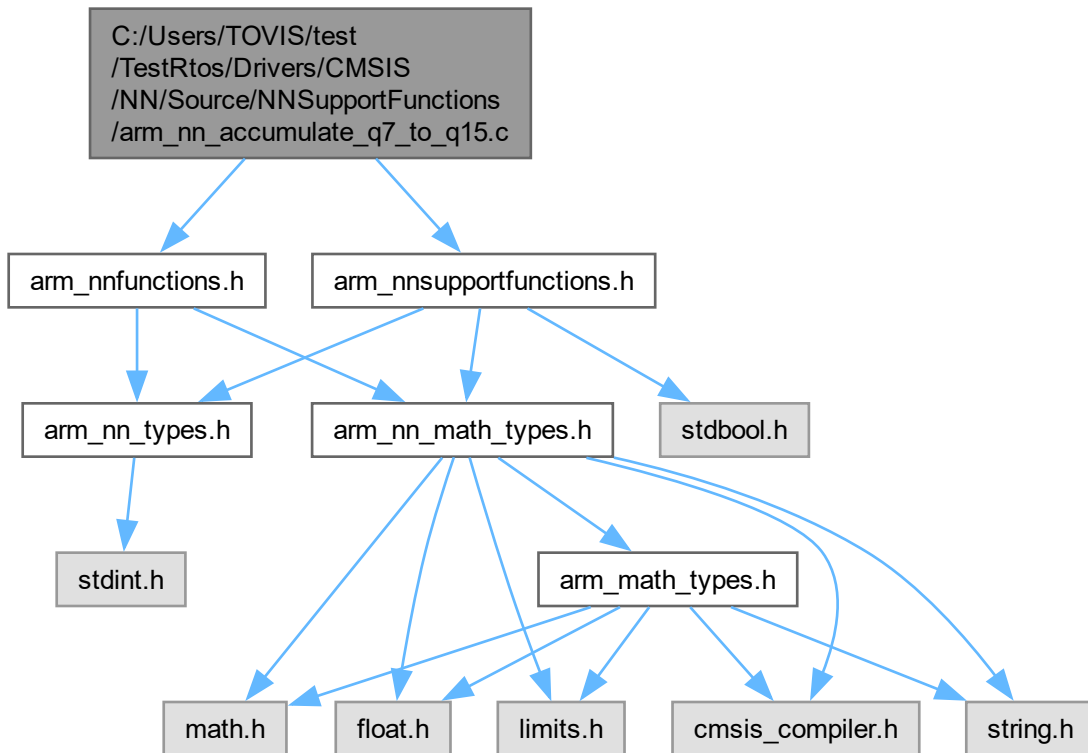 C:/Users/TOVIS/test
/TestRtos/Drivers/CMSIS
/NN/Source/NNSupportFunctions
/arm_nn_accumulate_q7_to_q15.c
arm_nnfunctions.h
arm_nnsupportfunctions.h
arm_nn_types.h
arm_nn_math_types.h
stdbool.h
stdint.h
arm_math_types.h
math.h
float.h
limits.h
cmsis_compiler.h
string.h